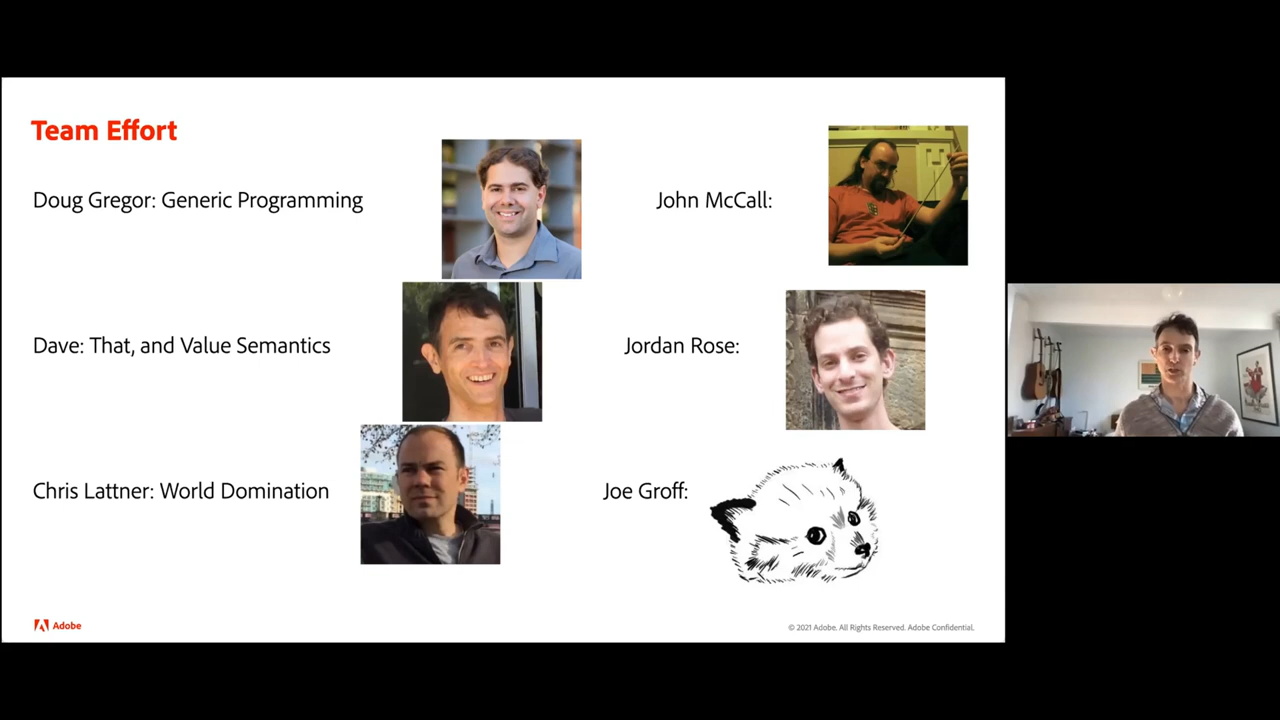 Team Effort
Doug Gregor: Generic Programming
John McCall:
Dave: That, and Value Semantics
Jordan Rose:
Chris Lattner: World Domination
Joe Groff:
Adobe
© 2021 Adobe. All Rights Reserved. Adobe Confidential.